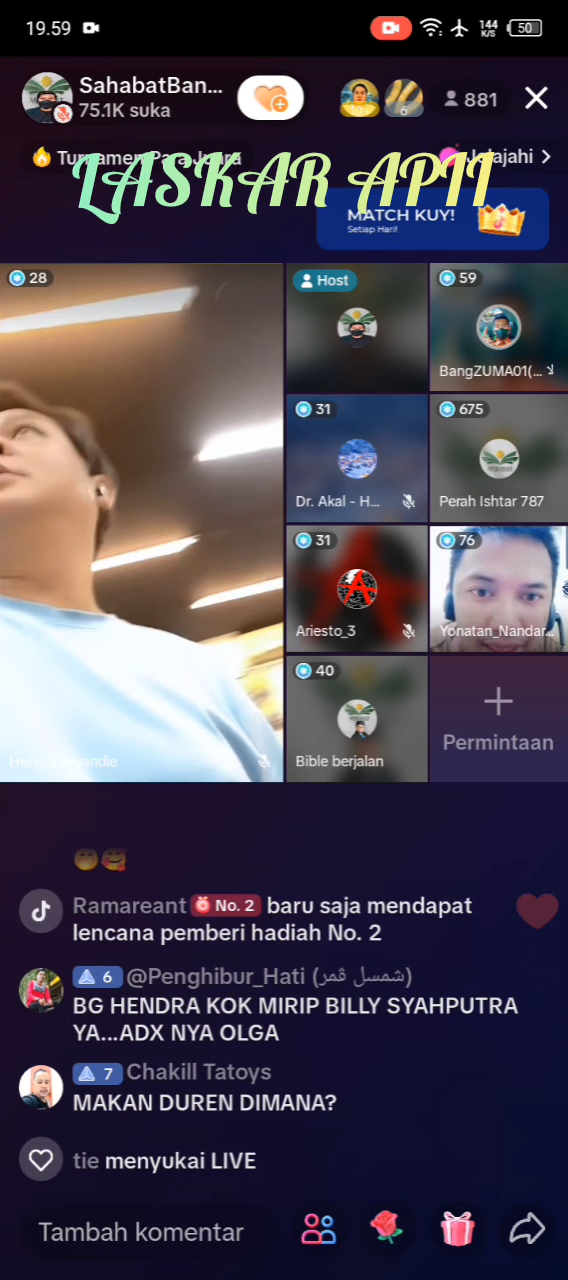 19.59
144
K/S
50
SahabatBan...
75.1K suka
6
881
Turnamen Para Juara
Jelajahi
LASKAR APII
MATCH KUY!
Setiap Hari!
28
Host
59
BangZUMA01(...
31
Dr. Akal - H...
675
Perah Ishtar 787
31
Ariesto_3
76
Yonatan_Nandar...
40
Bible berjalan
Permintaan
Ramareant No. 2 baru saja mendapat
lencana pemberi hadiah No. 2
6 @Penghibur_Hati (شمسل قمر)
BG HENDRA KOK MIRIP BILLY SYAHPUTRA
YA...ADX NYA OLGA
7 Chakill Tatoys
MAKAN DUREN DIMANA?
tie menyukai LIVE
Tambah komentar